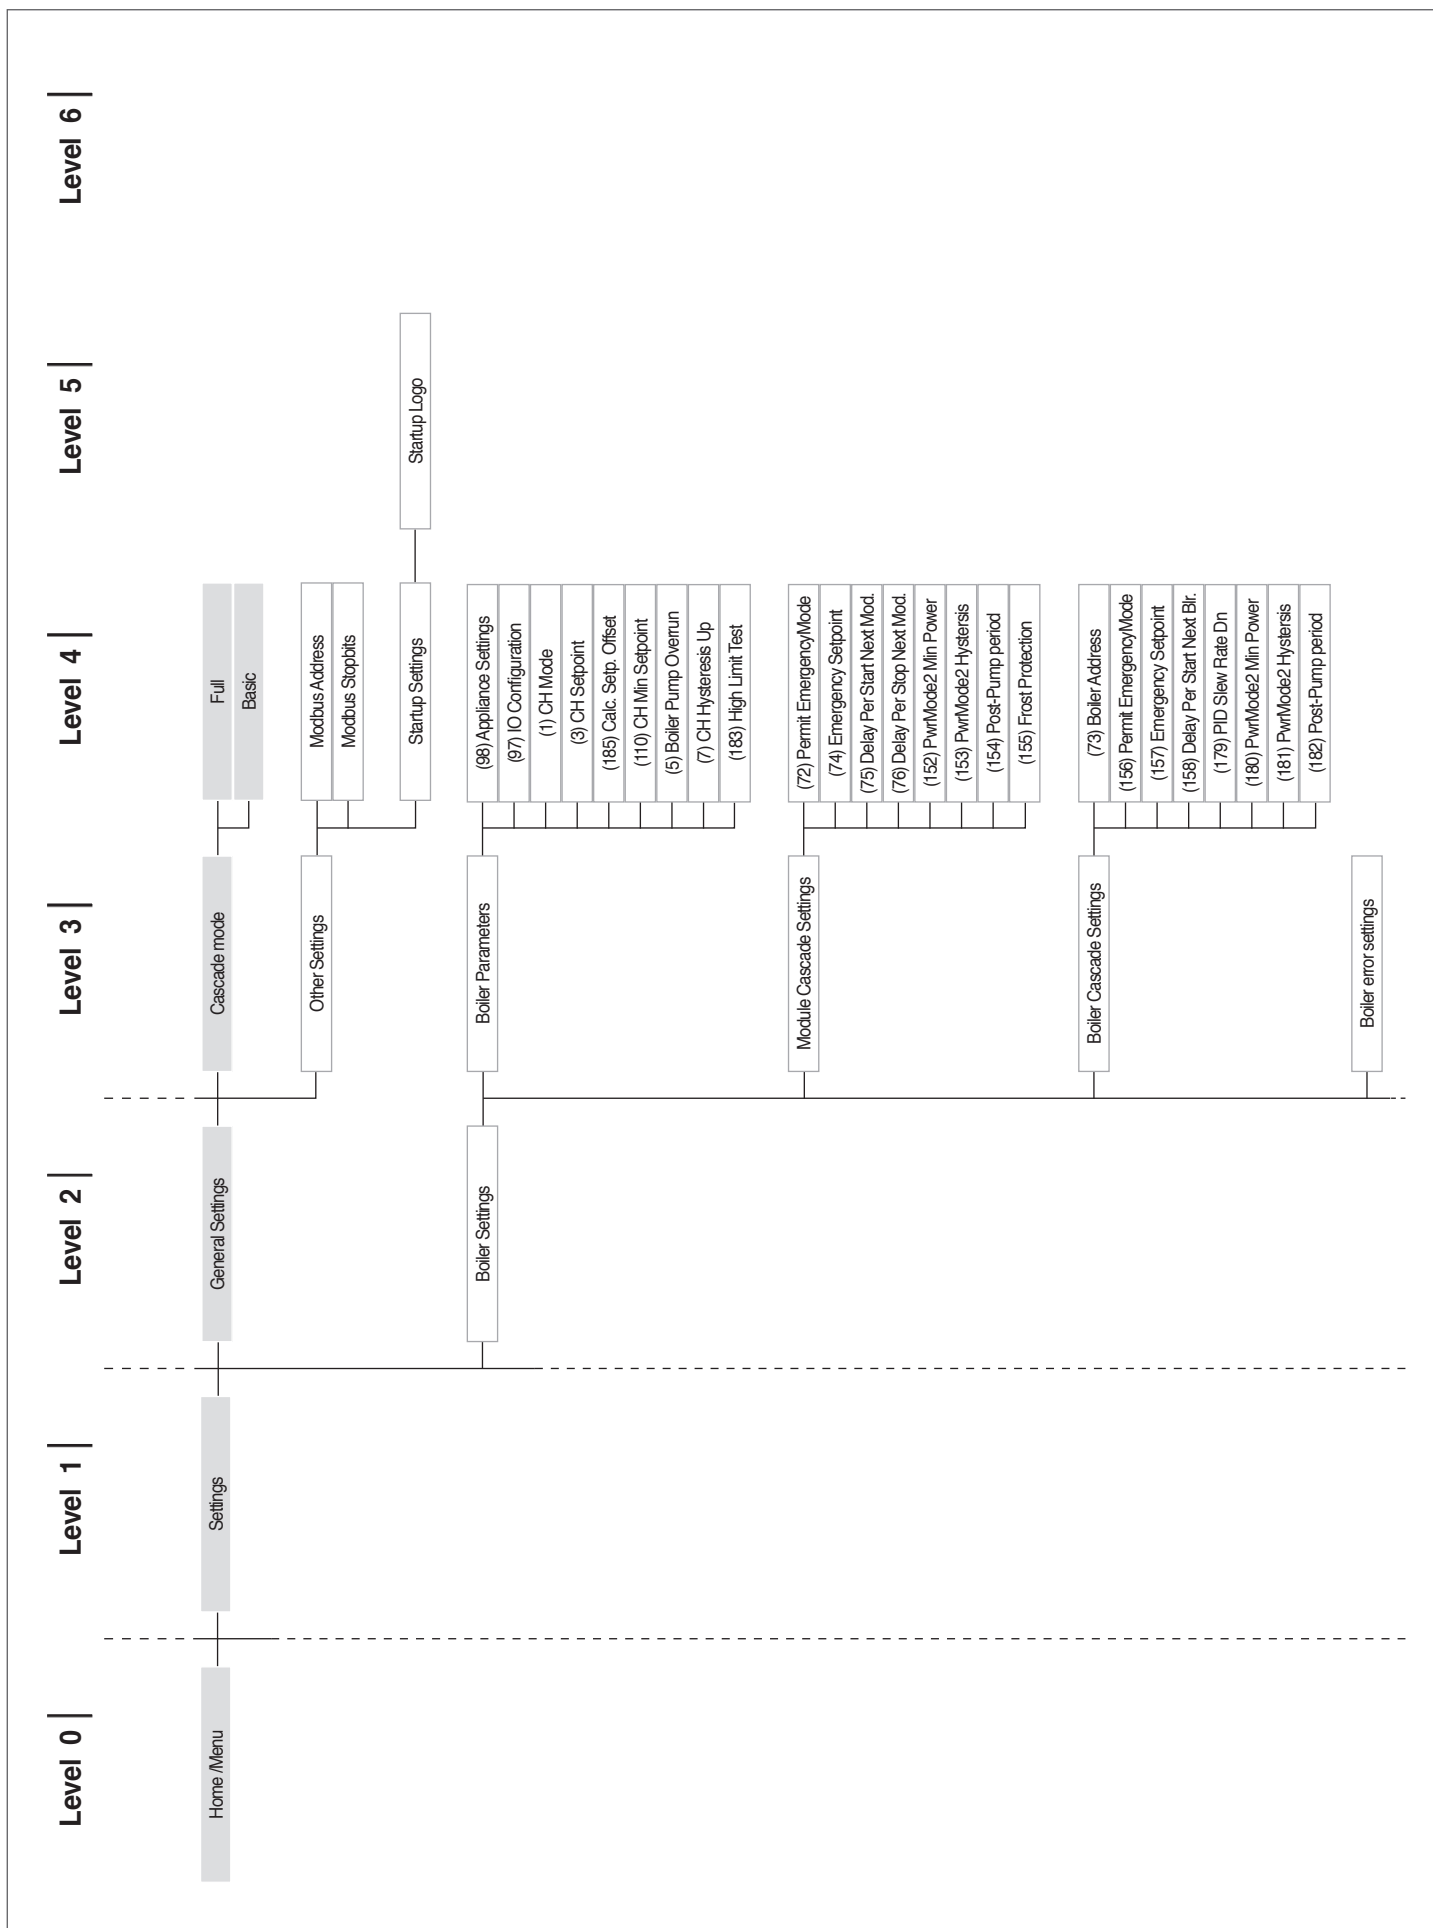 Level 0
Level 1
Level 2
Level 3
Level 4
Level 5
Level 6
Home /Menu
Settings
General Settings
Cascade mode
Full
Basic
Other Settings
Modbus Address
Modbus Stopbits
Startup Settings
Startup Logo
Boiler Settings
Boiler Parameters
(98) Appliance Settings
(97) IO Configuration
(1) CH Mode
(3) CH Setpoint
(185) Calc. Setp. Offset
(110) CH Min Setpoint
(5) Boiler Pump Overrun
(7) CH Hysteresis Up
(183) High Limit Test
Module Cascade Settings
(72) Permit EmergencyMode
(74) Emergency Setpoint
(75) Delay Per Start Next Mod.
(76) Delay Per Stop Next Mod.
(152) PwrMode2 Min Power
(153) PwrMode2 Hystersis
(154) Post-Pump period
(155) Frost Protection
Boiler Cascade Settings
(73) Boiler Address
(156) Permit EmergencyMode
(157) Emergency Setpoint
(158) Delay Per Start Next Blr.
(179) PID Slew Rate Dn
(180) PwrMode2 Min Power
(181) PwrMode2 Hystersis
(182) Post-Pump period
Boiler error settings